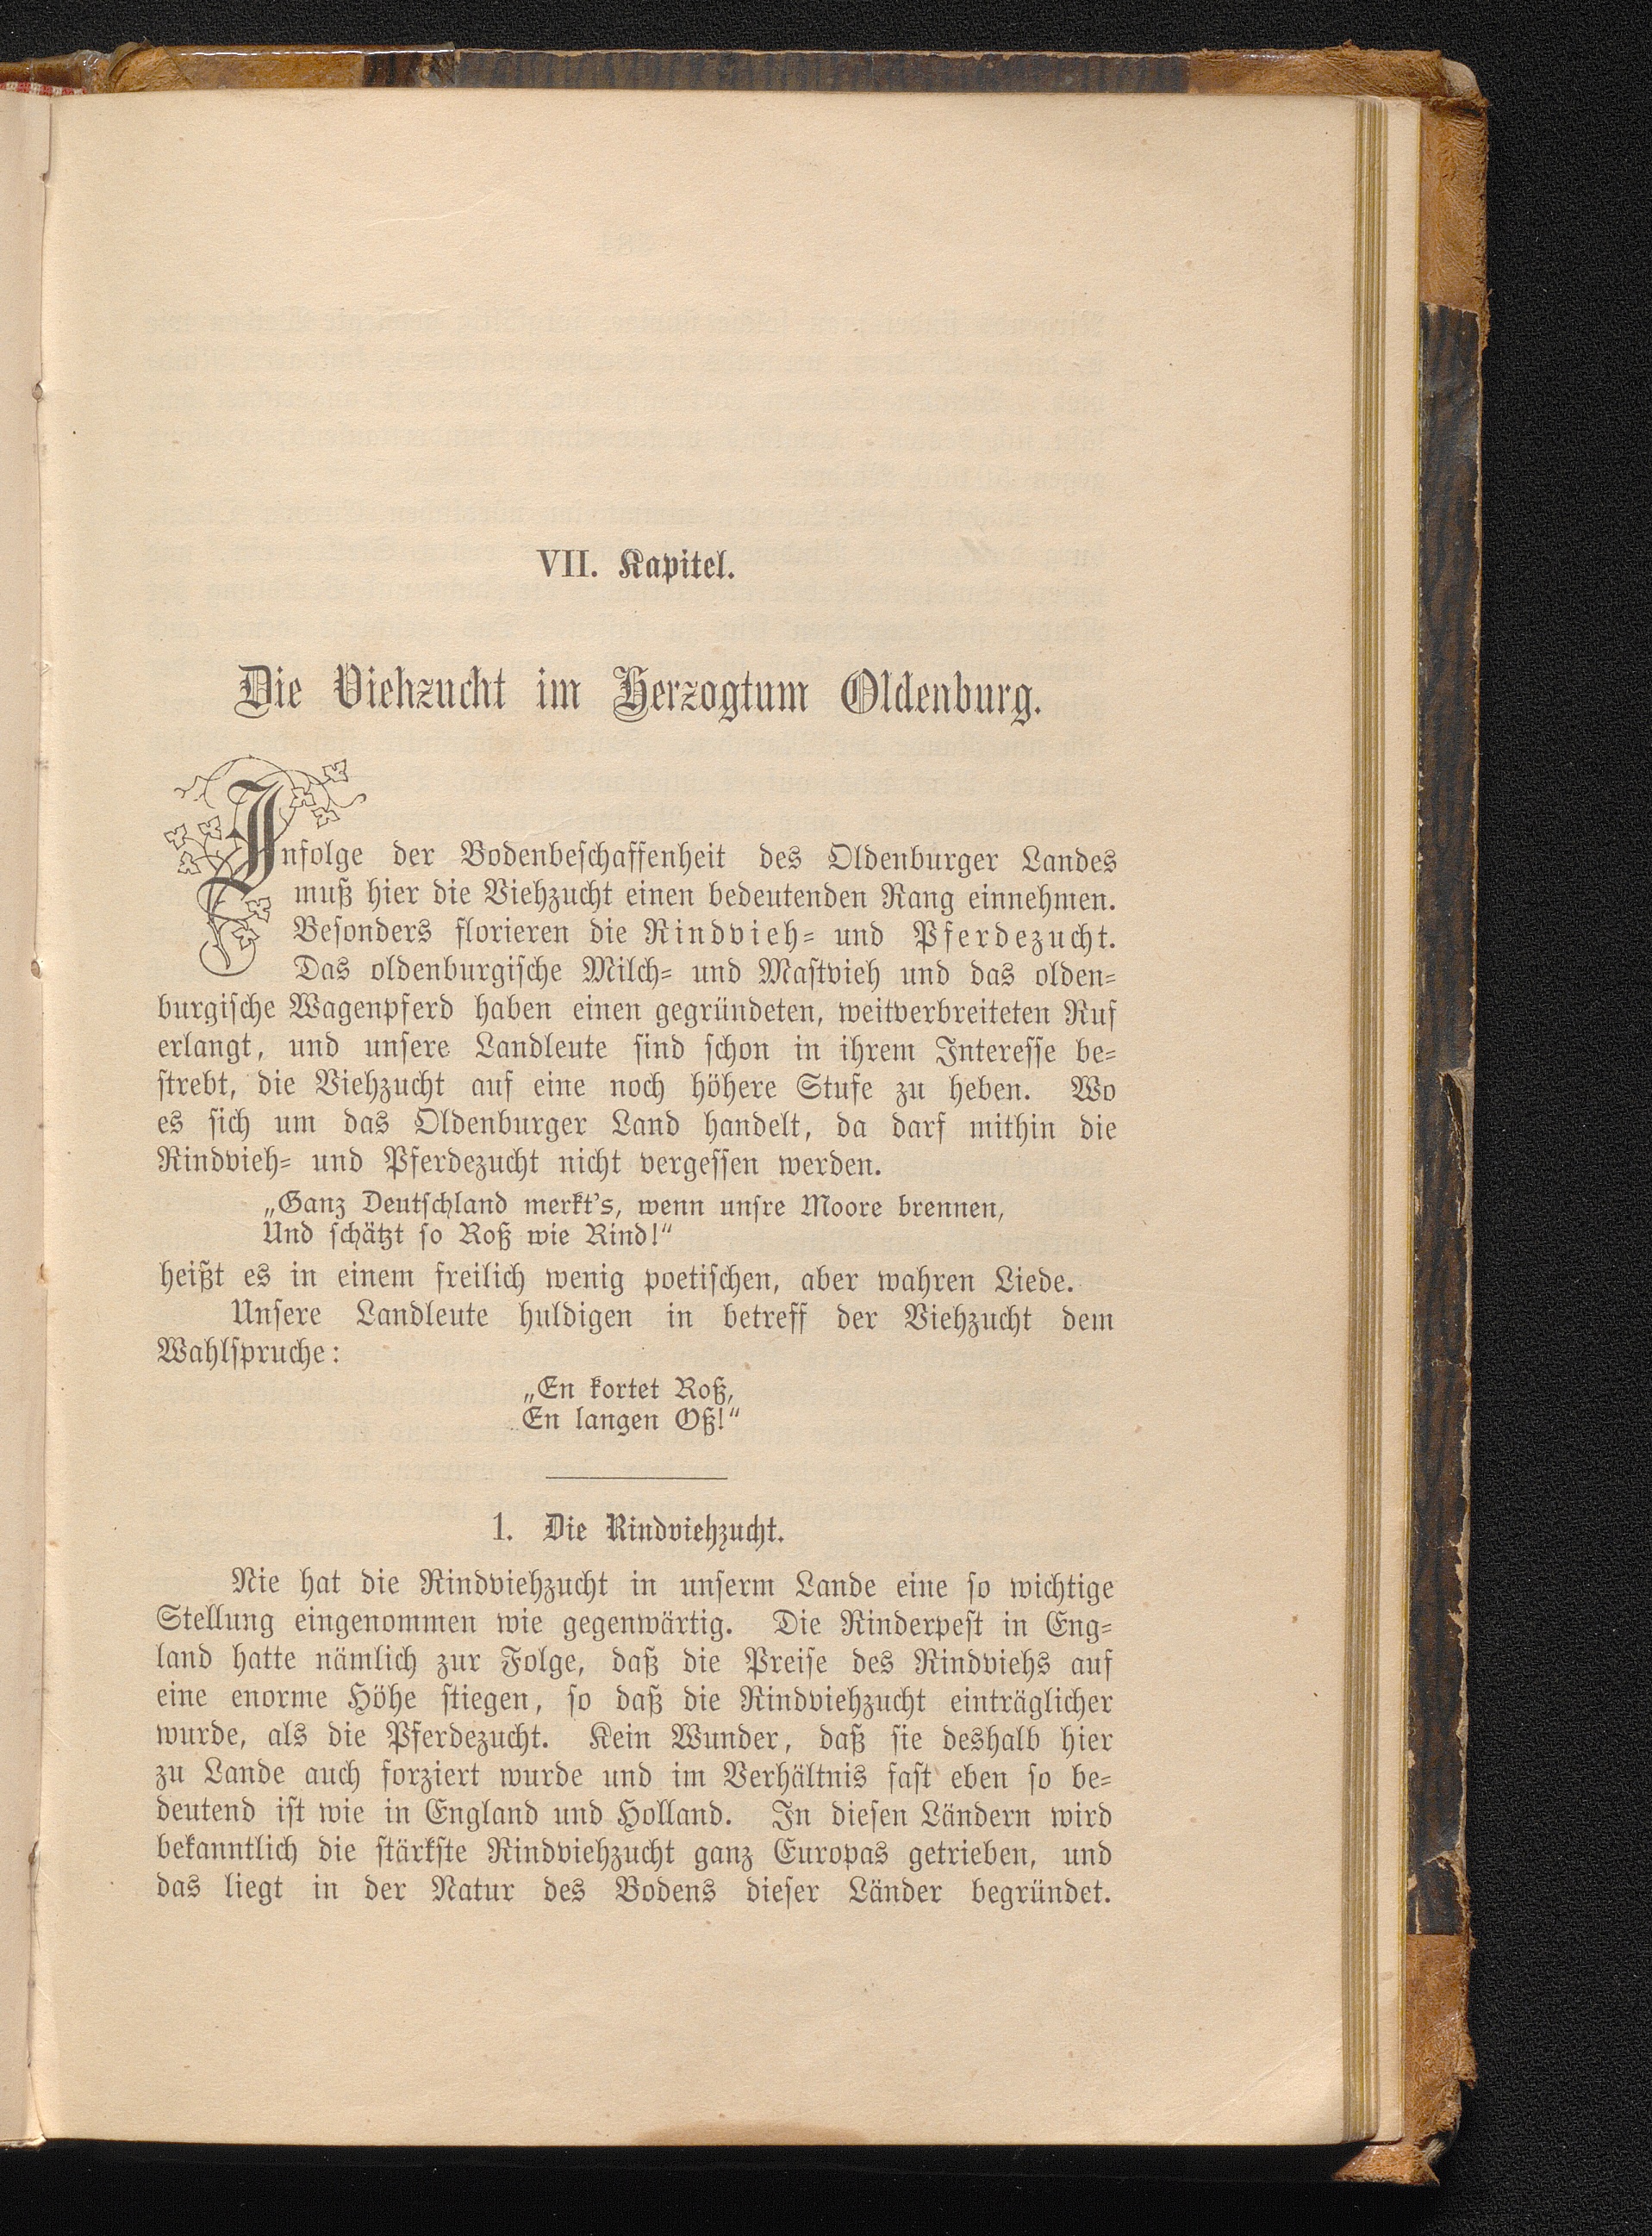 VII. Kapitel.
Die Viehzucht im Herzogtum Oldenburg.
Infolge der Bodenbeschaffenheit des Oldenburger Landes
muß hier die Viehzucht einen bedeutenden Rang einnehmen.
Besonders florieren die Rindvieh- und Pferdezucht.
Das oldenburgische Milch- und Mastvieh und das olden-
burgische Wagenpferd haben einen gegründeten, weitverbreiteten Ruf
erlangt, und unsere Landleute sind schon in ihrem Interesse be-
strebt, die Viehzucht auf eine noch höhere Stufe zu heben. Wo
es sich um das Oldenburger Land handelt, da darf mithin die
Rindvieh- und Pferdezucht nicht vergessen werden.
„Ganz Deutschland merkt's, wenn unsre Moore brennen,
Und schätzt so Roß wie Rind!“
heißt es in einem freilich wenig poetischen, aber wahren Liede.
Unsere Landleute huldigen in betreff der Viehzucht dem
Wahlspruche:
„En kortet Roß,
En langen Oß!“
1. Die Rindviehzucht.
Nie hat die Rindviehzucht in unserm Lande eine so wichtige
Stellung eingenommen wie gegenwärtig. Die Rinderpest in Eng-
land hatte nämlich zur Folge, daß die Preise des Rindviehs auf
eine enorme Höhe stiegen, so daß die Rindviehzucht einträglicher
wurde, als die Pferdezucht. Kein Wunder, daß sie deshalb hier
zu Lande auch forziert wurde und im Verhältnis fast eben so be-
deutend ist wie in England und Holland. In diesen Ländern wird
bekanntlich die stärkste Rindviehzucht ganz Europas getrieben, und
das liegt in der Natur des Bodens dieser Länder begründet.